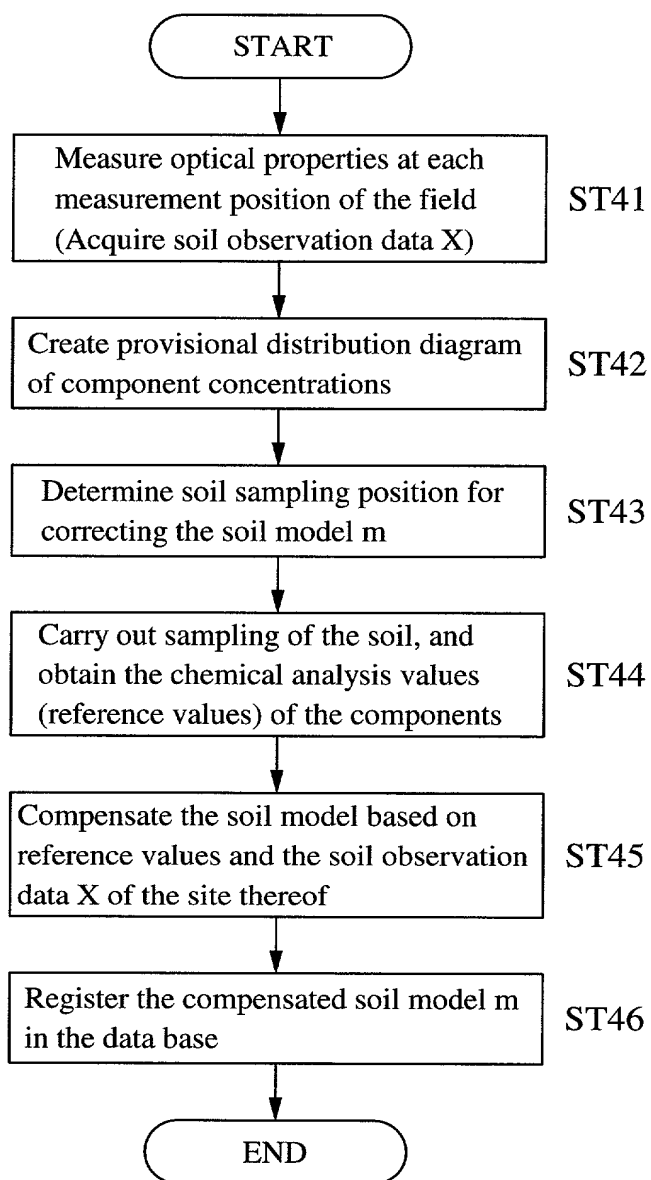 START
Measure optical properties at each
measurement position of the field
(Acquire soil observation data X)
ST41
Create provisional distribution diagram
of component concentrations
ST42
Determine soil sampling position for
correcting the soil model m
ST43
Carry out sampling of the soil, and
obtain the chemical analysis values
(reference values) of the components
ST44
Compensate the soil model based on
reference values and the soil observation
data X of the site thereof
ST45
Register the compensated soil model m
in the data base
ST46
END